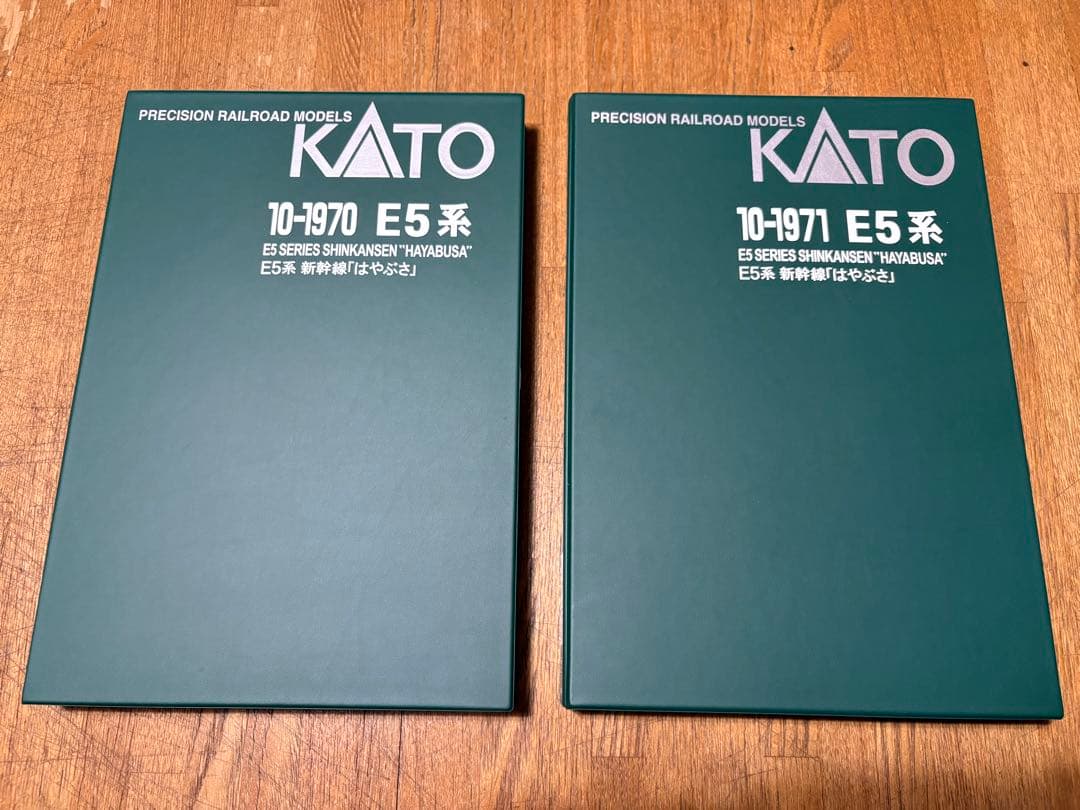 PRECISION RAILROAD MODELS
KATO
10-1970 E5系
E5 SERIES SHINKANSEN "HAYABUSA"
E5系 新幹線「はやぶさ」
PRECISION RAILROAD MODELS
KATO
10-1971 E5系
E5 SERIES SHINKANSEN "HAYABUSA"
E5系 新幹線「はやぶさ」